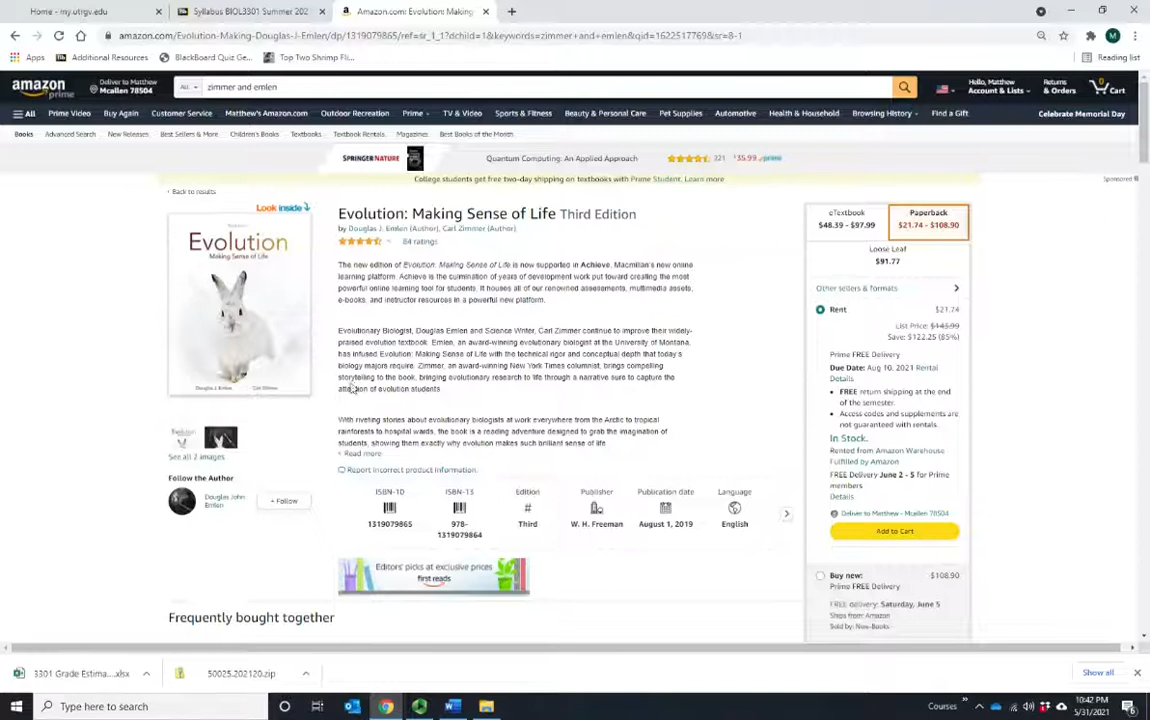 Home - my.utrgv.edu
Syllabus BIOL3301 Summer 202
Amazon.com: Evolution: Making
amazon.com/Evolution-Making-Douglas-J-Emlen/dp/1319079865/ref=sr_1_1?dchild=1&keywords=zimmer+and+emlen&qid=1622517769&sr=8-1
Apps
Additional Resources
BlackBoard Quiz Ge...
Top Two Shrimp Fli...
Reading list
amazon prime
Deliver to Matthew
Mcallen 78504
All
zimmer and emlen
Hello, Matthew
Account & Lists
Returns
& Orders
0
Cart
All
Prime Video
Buy Again
Customer Service
Matthew's Amazon.com
Outdoor Recreation
Prime
TV & Video
Sports & Fitness
Beauty & Personal Care
Pet Supplies
Automotive
Health & Household
Browsing History
Find a Gift
Celebrate Memorial Day
Books
Advanced Search
New Releases
Best Sellers & More
Children's Books
Textbooks
Textbook Rentals
Magazines
Best Books of the Month
SPRINGER NATURE
Quantum Computing: An Applied Approach
221
$35.99 prime
College students get free two-day shipping on textbooks with Prime Student. Learn more
Sponsored
‹ Back to results
Look inside
Evolution
Making Sense of Life
Douglas J. Emlen
Carl Zimmer
See all 2 images
Follow the Author
Douglas John
Emlen
+ Follow
Evolution: Making Sense of Life Third Edition
by Douglas J. Emlen (Author), Carl Zimmer (Author)
84 ratings
The new edition of Evolution: Making Sense of Life is now supported in Achieve, Macmillan's new online
learning platform. Achieve is the culmination of years of development work put toward creating the most
powerful online learning tool for students. It houses all of our renowned assessments, multimedia assets,
e-books, and instructor resources in a powerful new platform.
Evolutionary Biologist, Douglas Emlen and Science Writer, Carl Zimmer continue to improve their widely-
praised evolution textbook. Emlen, an award-winning evolutionary biologist at the University of Montana,
has infused Evolution: Making Sense of Life with the technical rigor and conceptual depth that today's
biology majors require. Zimmer, an award-winning New York Times columnist, brings compelling
storytelling to the book, bringing evolutionary research to life through a narrative sure to capture the
attention of evolution students
With riveting stories about evolutionary biologists at work everywhere from the Arctic to tropical
rainforests to hospital wards, the book is a reading adventure designed to grab the imagination of
students, showing them exactly why evolution makes such brilliant sense of life
Read more
Report incorrect product information.
ISBN-10
1319079865
ISBN-13
978-
1319079864
Edition
#
Third
Publisher
W. H. Freeman
Publication date
August 1, 2019
Language
English
Editors' picks at exclusive prices
first reads
Frequently bought together
eTextbook
$48.39 - $97.99
Paperback
$21.74 - $108.90
Loose Leaf
$91.77
Other sellers & formats
Rent
$21.74
List Price: $143.99
Save: $122.25 (85%)
Prime FREE Delivery
Due Date: Aug 10, 2021 Rental
Details
• FREE return shipping at the
end of the semester.
• Access codes and supplements are
not guaranteed with rentals.
In Stock.
Rented from Amazon Warehouse
Fulfilled by Amazon
FREE Delivery June 2 - 5 for Prime
members
Details
Deliver to Matthew - Mcallen 78504
Add to Cart
Buy new:
$108.90
Prime FREE Delivery
FREE delivery: Saturday, June 5
Ships from: Amazon
Sold by: New-Books
3301 Grade Estima....xlsx
50025.202120.zip
Show all
Type here to search
Courses
10:42 PM
5/31/2021
6